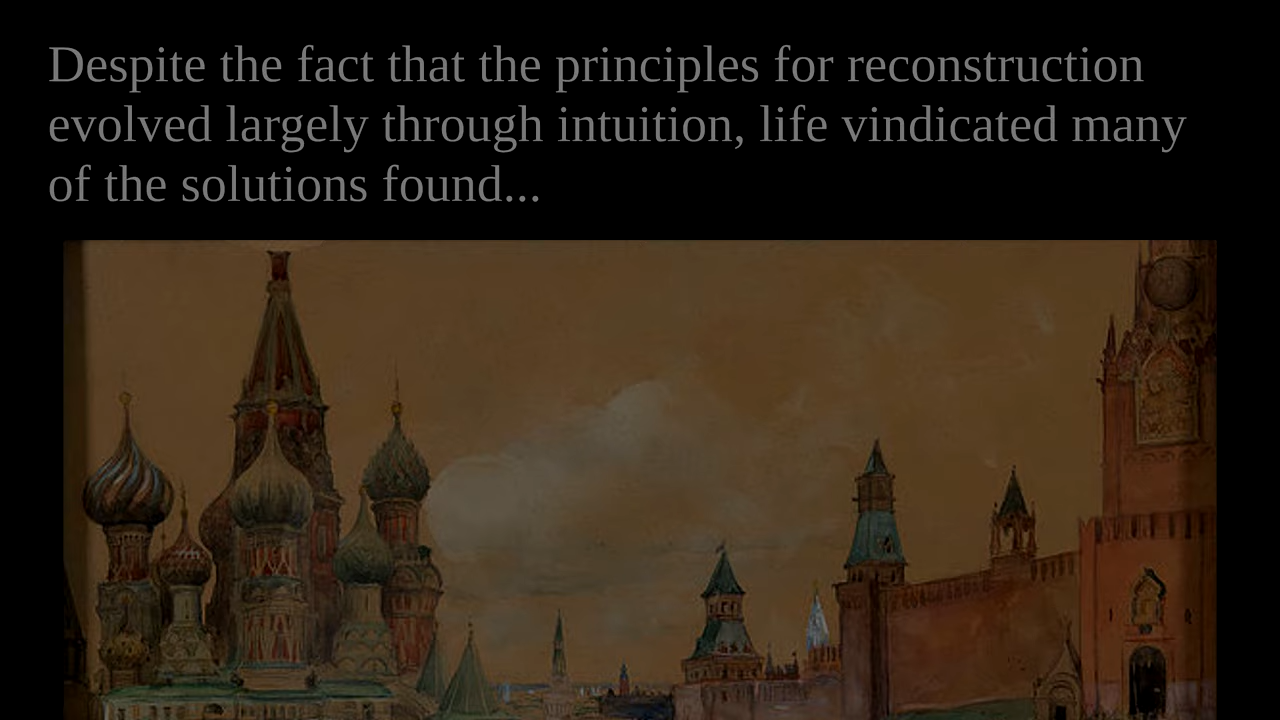 Despite the fact that the principles for reconstruction
evolved largely through intuition, life vindicated many
of the solutions found...